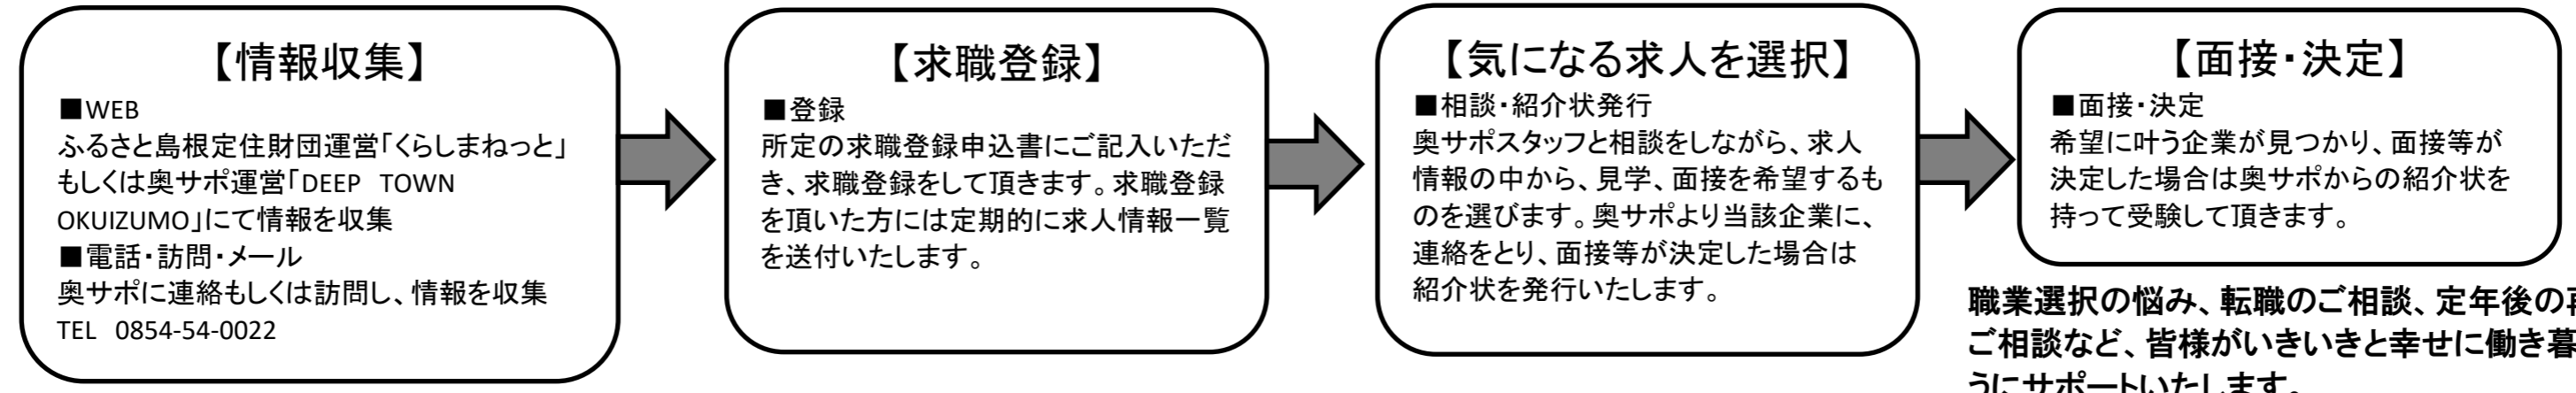 【情報収集】
■WEB
ふるさと島根定住財団運営「くらしまねっと」
もしくは奥サポ運営「DEEP TOWN
OKUIZUMO」にて情報を収集
■電話・訪問・メール
奥サポに連絡もしくは訪問し、情報を収集
TEL 0854-54-0022
【求職登録】
■登録
所定の求職登録申込書にご記入いただ
き、求職登録をして頂きます。求職登録
を頂いた方には定期的に求人情報一覧
を送付いたします。
【気になる求人を選択】
■相談・紹介状発行
奥サポスタッフと相談をしながら、求人
情報の中から、見学、面接を希望するも
のを選びます。奥サポより当該企業に、
連絡をとり、面接等が決定した場合は
紹介状を発行いたします。
【面接・決定】
■面接・決定
希望に叶う企業が見つかり、面接等が
決定した場合は奥サポからの紹介状を
持って受験して頂きます。
職業選択の悩み、転職のご相談、定年後の
ご相談など、皆様がいきいきと幸せに働き暮
うにサポートいたします。